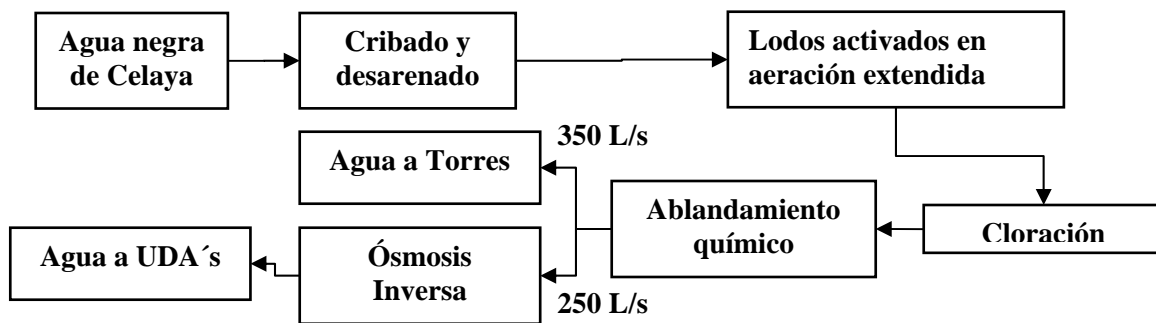 Agua negra
de Celaya
Cribado y
desarenado
Lodos activados en
aeración extendida
350 L/s
Agua a Torres
Ablandamiento
químico
Cloración
Agua a UDA´s
Ósmosis
Inversa
250 L/s